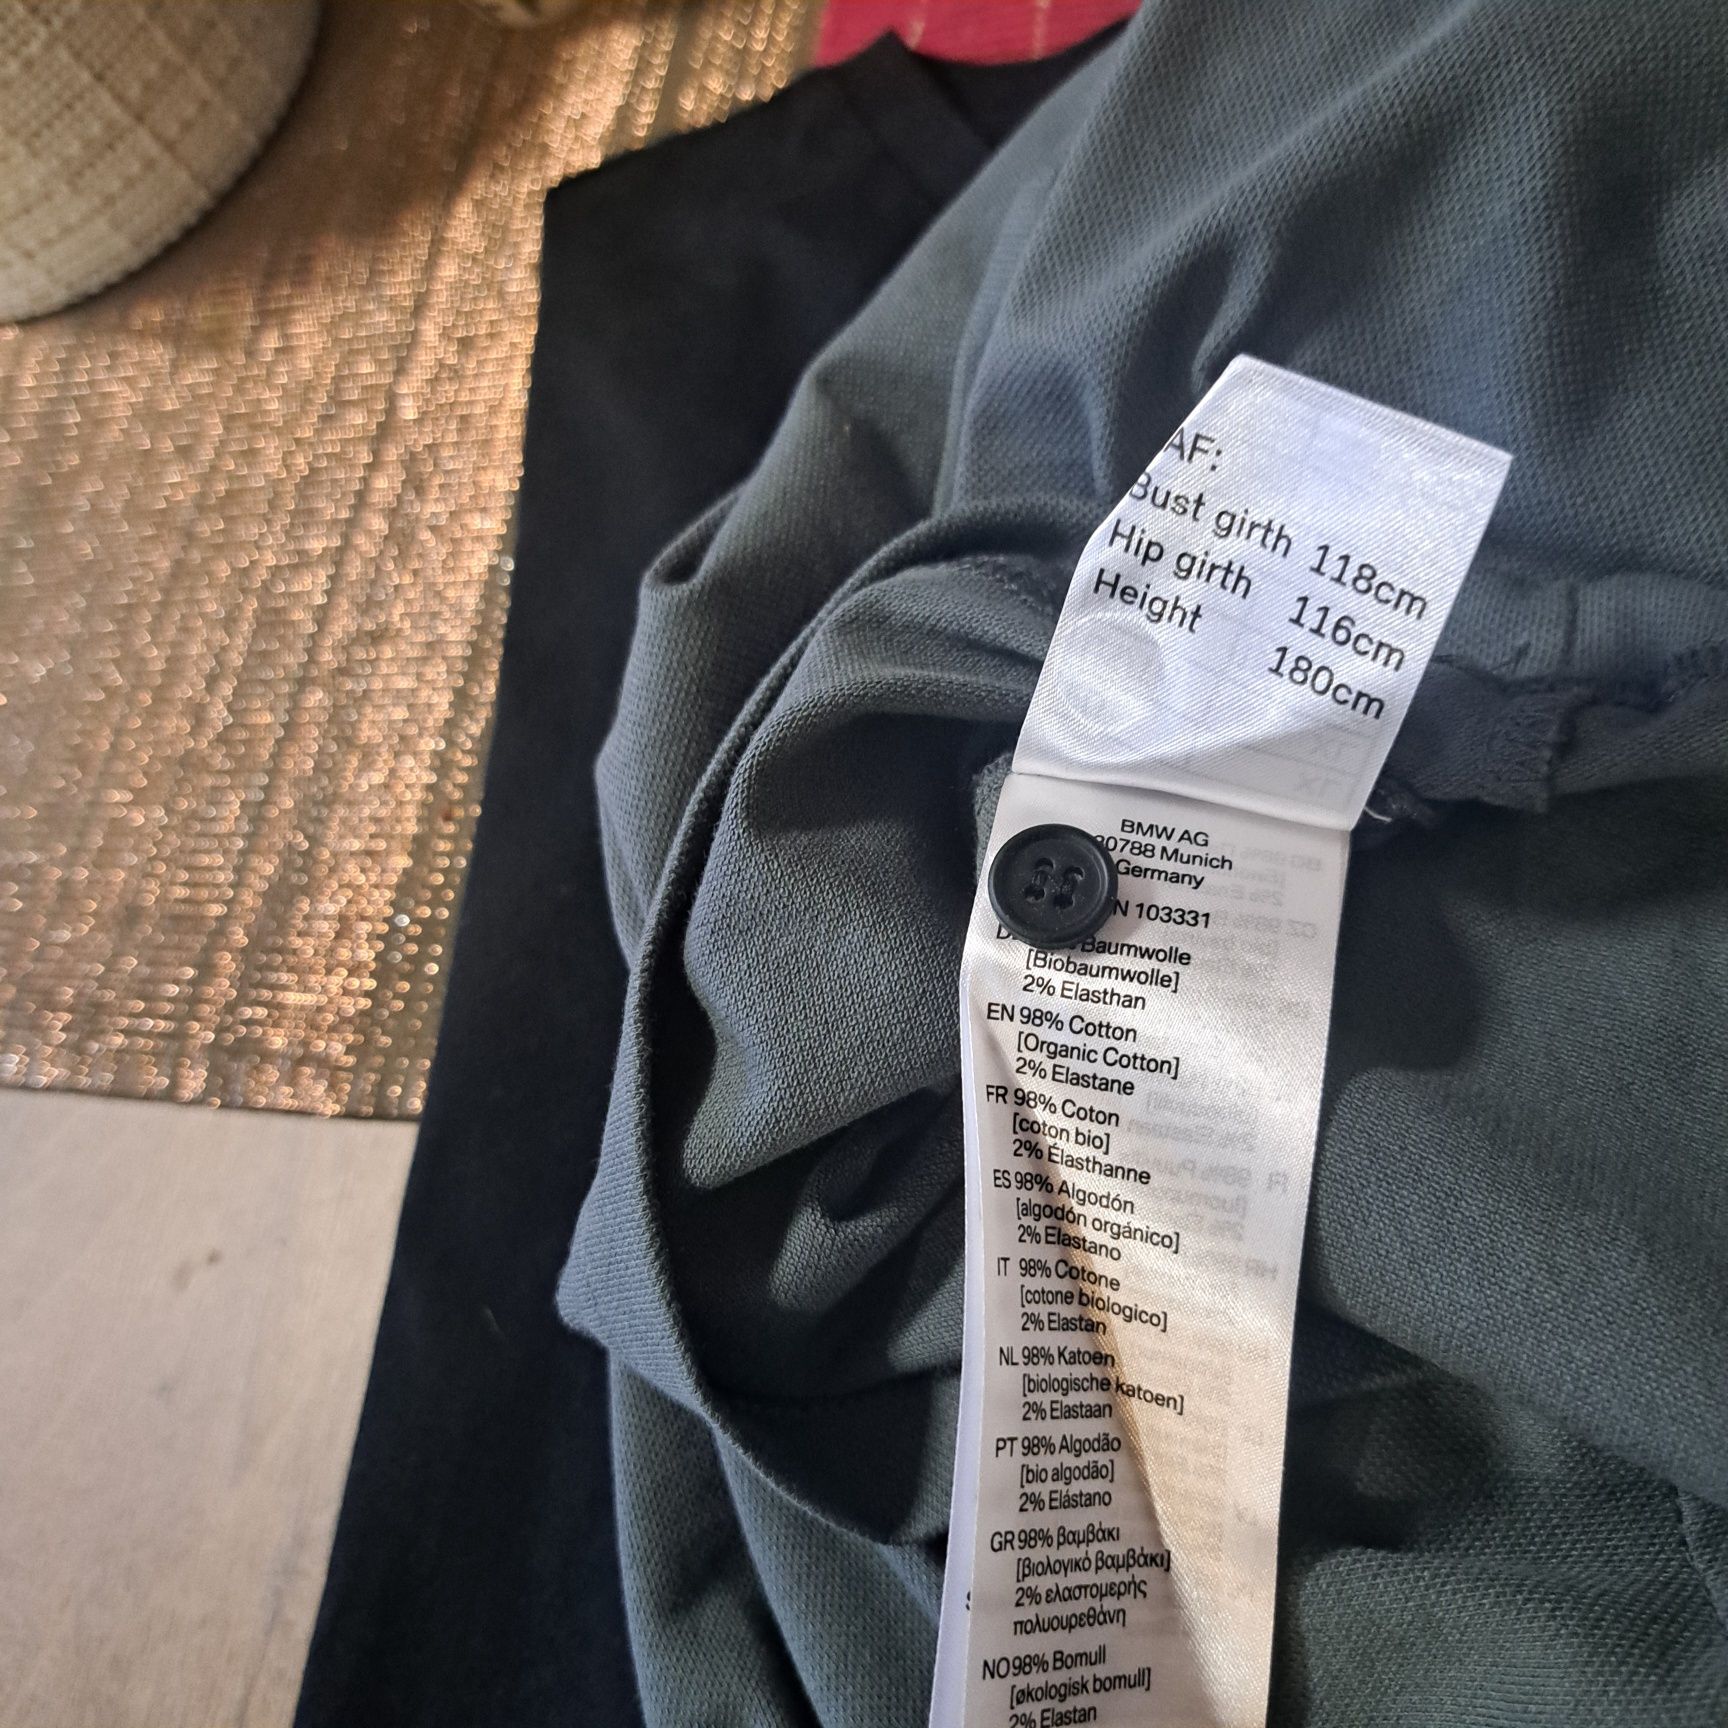 AF:
Bust girth 118cm
Hip girth 116cm
Height 180cm
BMW AG
Munich
Germany
103331
Baumwolle
[Biobaumwolle]
2% Elasthan
EN 98% Cotton
[Organic Cotton]
2% Elastane
FR 98% Coton
[coton bio]
2% Élasthanne
ES 98% Algodón
[algodón orgánico]
2% Elastano
IT 98% Cotone
[cotone biologico]
2% Elastan
NL 98% Katoen
[biologische katoen]
2% Elastaan
PT 98% Algodão
[bio algodão]
2% Elástano
GR 98% βαμβάκι
[βιολογικό βαμβάκι]
2% ελαστομερής
πολυουρεθάνη
NO 98% Bomull
[økologisk bomull]
2% Elastan